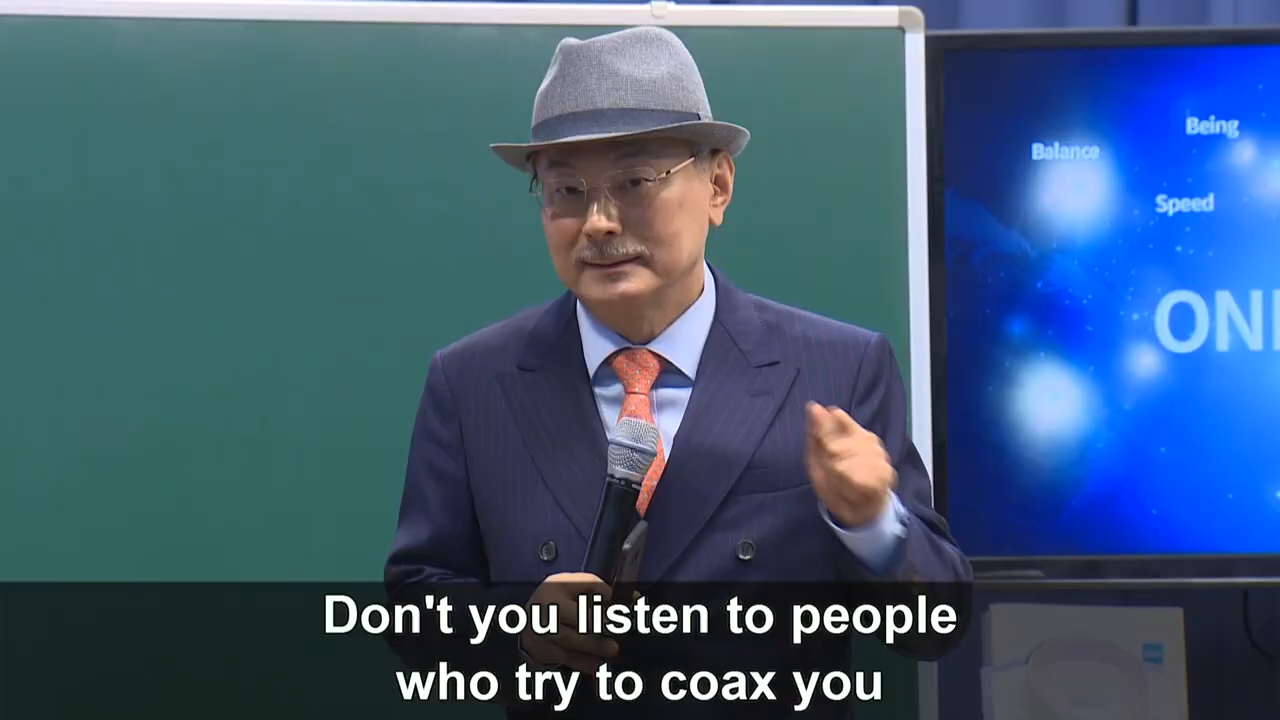 Being
Balance
Speed
ON
Don't you listen to people
who try to coax you